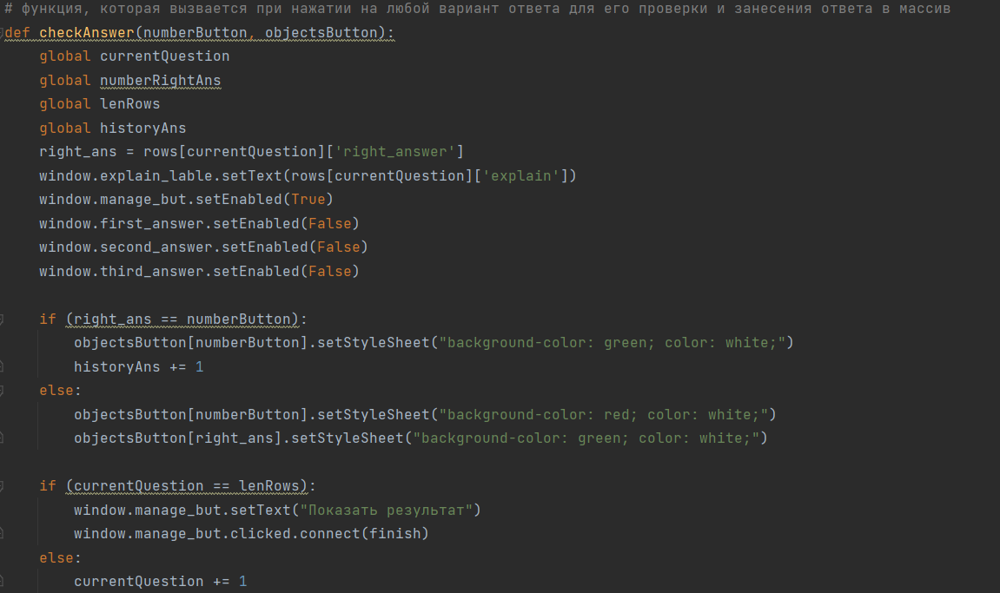 # функция, которая вызвается при нажатии на любой вариант ответа для его проверки и занесения ответа в массив
def checkAnswer(numberButton, objectsButton):
    global currentQuestion
    global numberRightAns
    global lenRows
    global historyAns
    right_ans = rows[currentQuestion]['right_answer']
    window.explain_lable.setText(rows[currentQuestion]['explain'])
    window.manage_but.setEnabled(True)
    window.first_answer.setEnabled(False)
    window.second_answer.setEnabled(False)
    window.third_answer.setEnabled(False)

    if (right_ans == numberButton):
        objectsButton[numberButton].setStyleSheet("background-color: green; color: white;")
        historyAns += 1
    else:
        objectsButton[numberButton].setStyleSheet("background-color: red; color: white;")
        objectsButton[right_ans].setStyleSheet("background-color: green; color: white;")

    if (currentQuestion == lenRows):
        window.manage_but.setText("Показать результат")
        window.manage_but.clicked.connect(finish)
    else:
        currentQuestion += 1